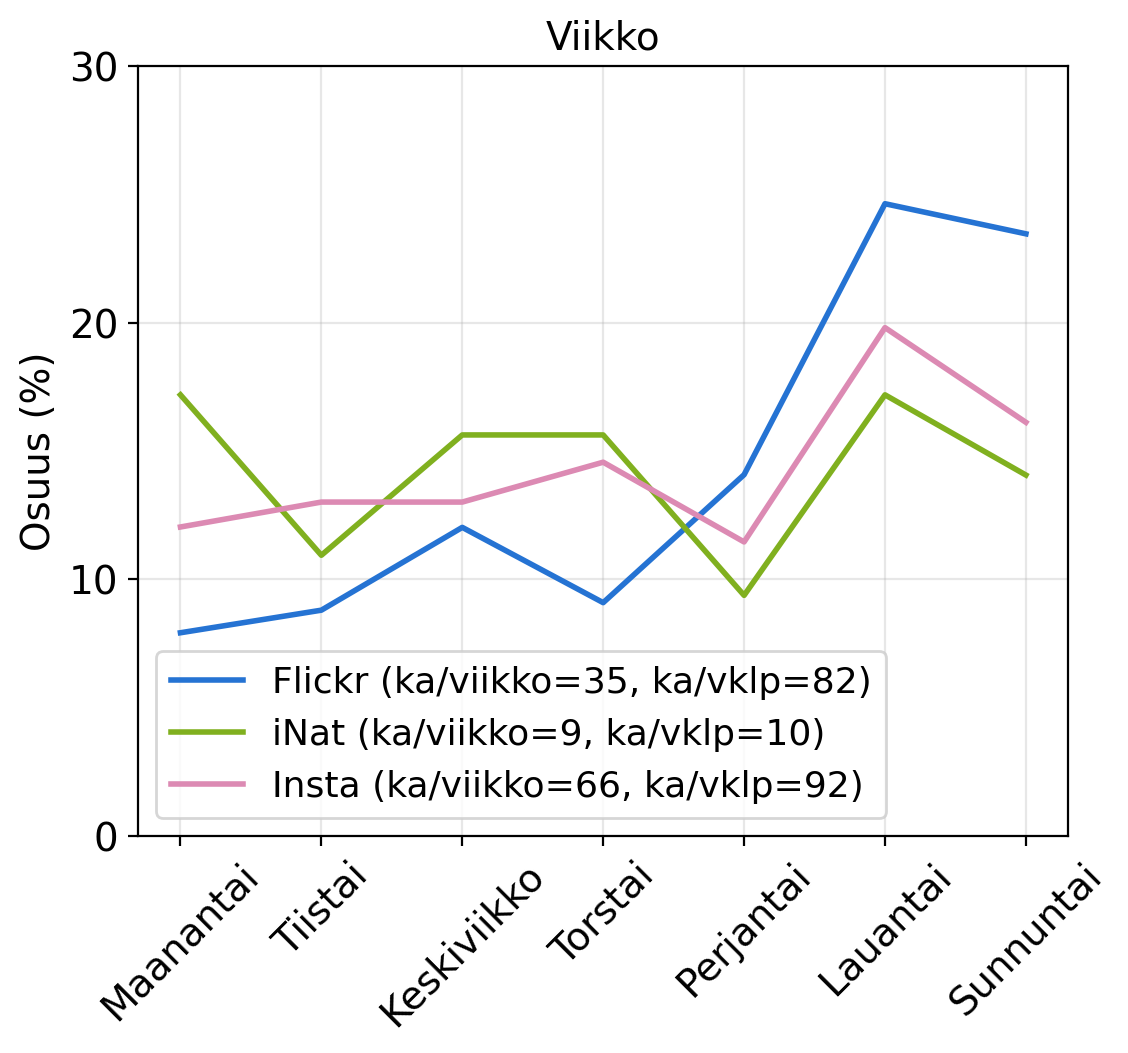 Viikko
30
20
10
0
Osuus (%)
Flickr (ka/viikko=35, ka/vklp=82)
iNat (ka/viikko=9, ka/vklp=10)
Insta (ka/viikko=66, ka/vklp=92)
Maanantai
Tiistai
Keskiviikko
Torstai
Perjantai
Lauantai
Sunnuntai